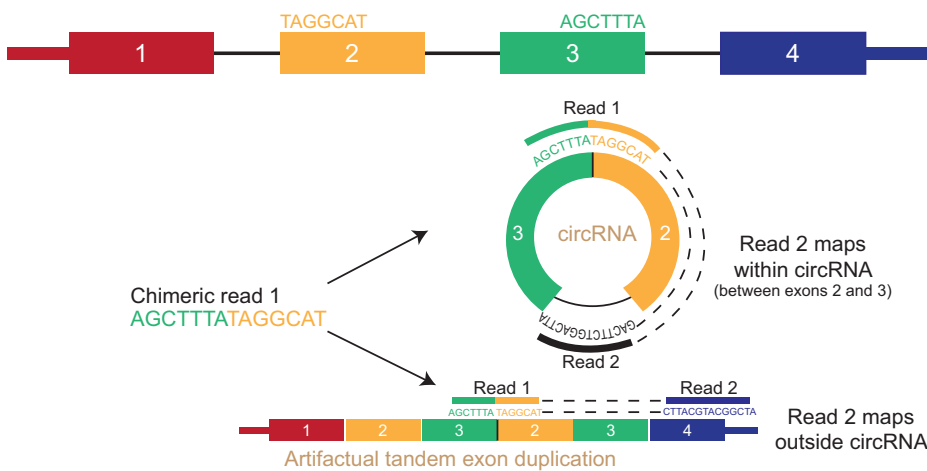 TAGGCAT
AGCTTTA
1
2
3
4
Read 1
AGCTTTATAGGCAT
3
circRNA
2
Read 2 maps
within circRNA
(between exons 2 and 3)
Chimeric read 1
AGCTTTATAGGCAT
GACTTCTGGACTTA
Read 2
Read 1
Read 2
AGCTTTA TAGGCAT
CTTACGTACGGCTA
1
2
3
2
3
4
Read 2 maps
outside circRNA
Artifactual tandem exon duplication